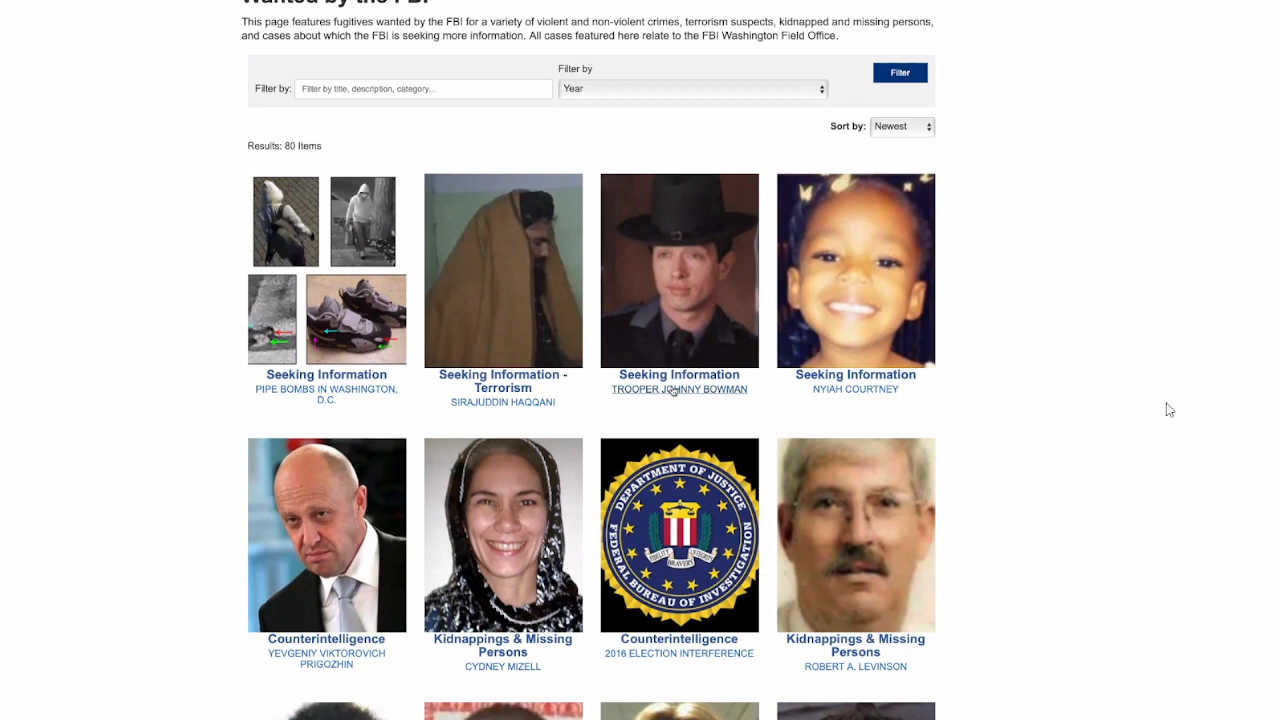 Wanted by the FBI
This page features fugitives wanted by the FBI for a variety of violent and non-violent crimes, terrorism suspects, kidnapped and missing persons,
and cases about which the FBI is seeking more information. All cases featured here relate to the FBI Washington Field Office.
Filter by
Filter
Filter by:
Filter by title, description, category...
Year
Sort by:
Newest
Results: 80 Items
Seeking Information
PIPE BOMBS IN WASHINGTON,
D.C.
Seeking Information -
Terrorism
SIRAJUDDIN HAQQANI
Seeking Information
TROOPER JOHNNY BOWMAN
Seeking Information
NYIAH COURTNEY
DEPARTMENT OF JUSTICE
FIDELITY BRAVERY INTEGRITY
FEDERAL BUREAU OF INVESTIGATION
Counterintelligence
YEVGENIY VIKTOROVICH
PRIGOZHIN
Kidnappings & Missing
Persons
CYDNEY MIZELL
Counterintelligence
2016 ELECTION INTERFERENCE
Kidnappings & Missing
Persons
ROBERT A. LEVINSON